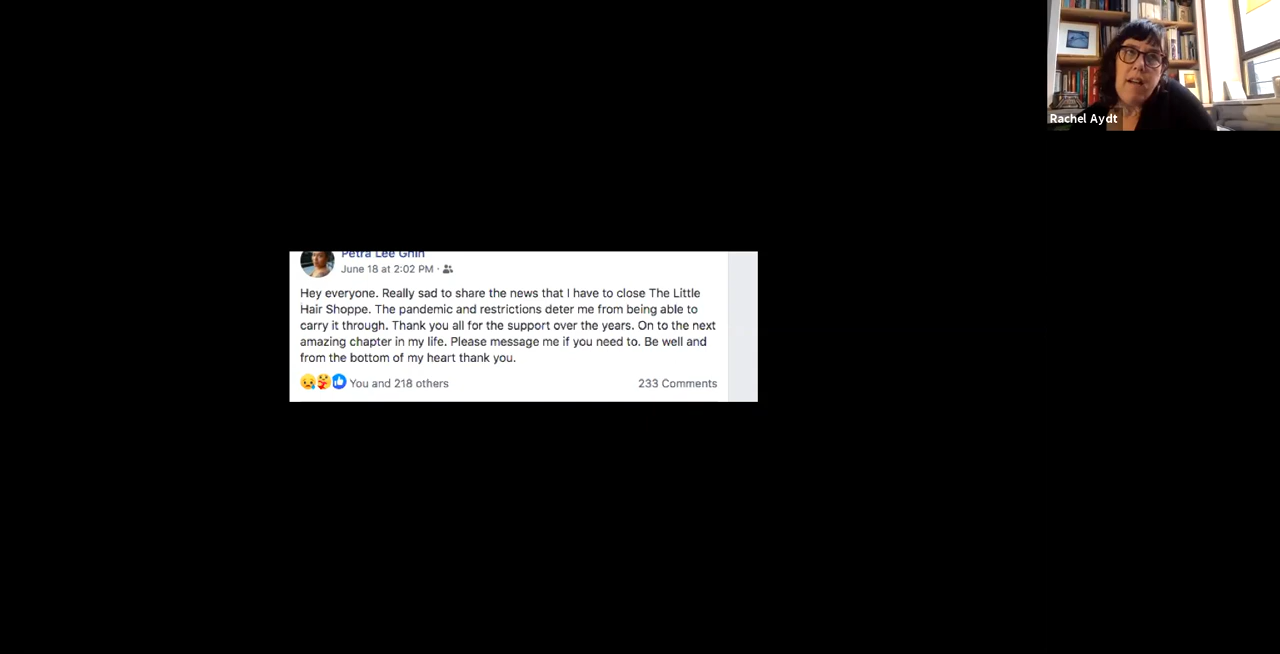 Rachel Aydt
Petra Lee Ghin
June 18 at 2:02 PM ·
Hey everyone. Really sad to share the news that I have to close The Little
Hair Shoppe. The pandemic and restrictions deter me from being able to
carry it through. Thank you all for the support over the years. On to the next
amazing chapter in my life. Please message me if you need to. Be well and
from the bottom of my heart thank you.
You and 218 others
233 Comments